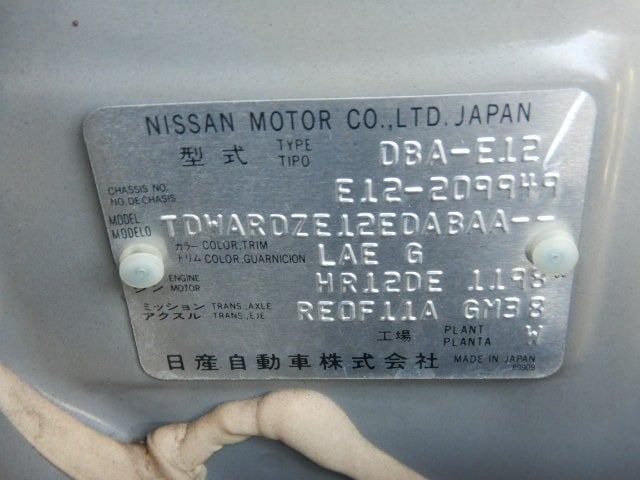 NISSAN MOTOR CO.,LTD. JAPAN
型式 TYPE TIPO DBA-E12
CHASSIS NO. NO.DE CHASIS E12-209949
MODEL MODELO TDWARDZE12EDABAA--
カラー COLOR,TRIM トリム COLOR,GUARNICION LAE G
ENGINE MOTOR HR12DE 1198
ミッション TRANS.,AXLE アクスル TRANS.,EJE RE0F11A GM38
工場 PLANT PLANTA W
日産自動車株式会社 MADE IN JAPAN